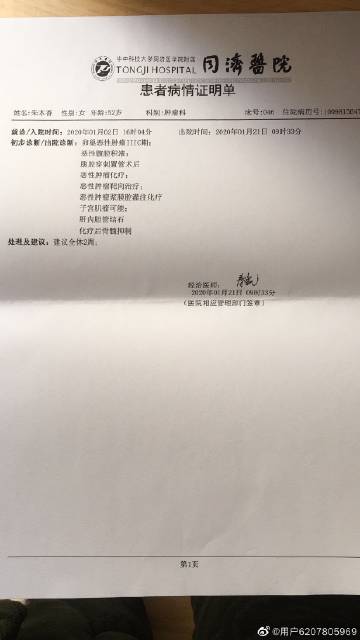 华中科技大学同济医学院附属
TONGJI HOSPITAL 同濟醫院
患者病情证明单
姓名:朱木春 性别:女 年龄:52岁 科别:肿瘤科 床号:046 住院病历号:
就诊/入院时间:2020年01月02日 16时04分 出院时间:2020年01月21日 09时33分
初步诊断/出院诊断:卵巢恶性肿瘤IIIC期;
恶性腹腔积液;
腹腔穿刺置管术后
恶性肿瘤化疗;
恶性肿瘤靶向治疗;
恶性肿瘤浆膜腔灌注化疗
子宫肌瘤可能;
肝内胆管结石
化疗后骨髓抑制
处理及建议:建议全休2周;
经治医师:
2020年01月21日 09时33分
(医院相应管理部门签章)
第1页
@用户6207805969